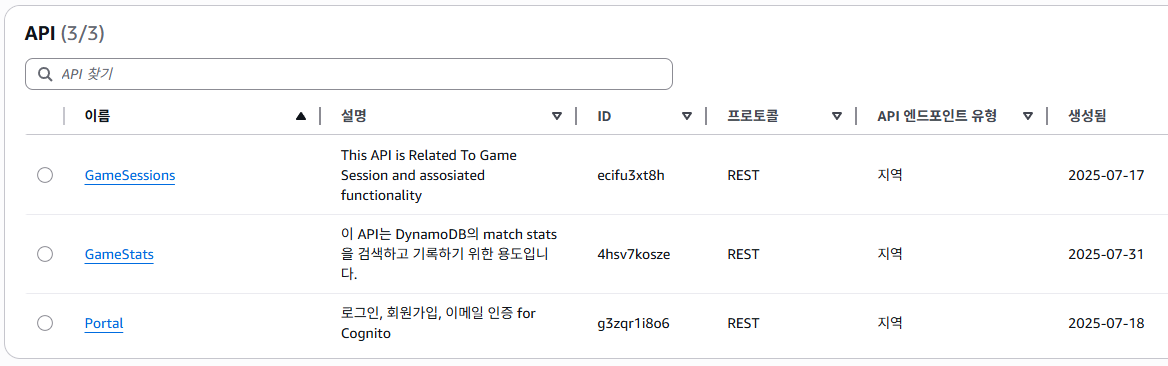 API (3/3)
API 찾기
이름 설명 ID 프로토콜 API 엔드포인트 유형 생성됨
This API is Related To Game
GameSessions Session and assosiated ecifu3xt8h REST 지역 2025-07-17
functionality
이 API는 DynamoDB의 match stats
GameStats 을 검색하고 기록하기 위한 용도입니 4hsv7kosze REST 지역 2025-07-31
다.
로그인, 회원가입, 이메일 인증 for
Portal Cognito g3zqr1i8o6 REST 지역 2025-07-18